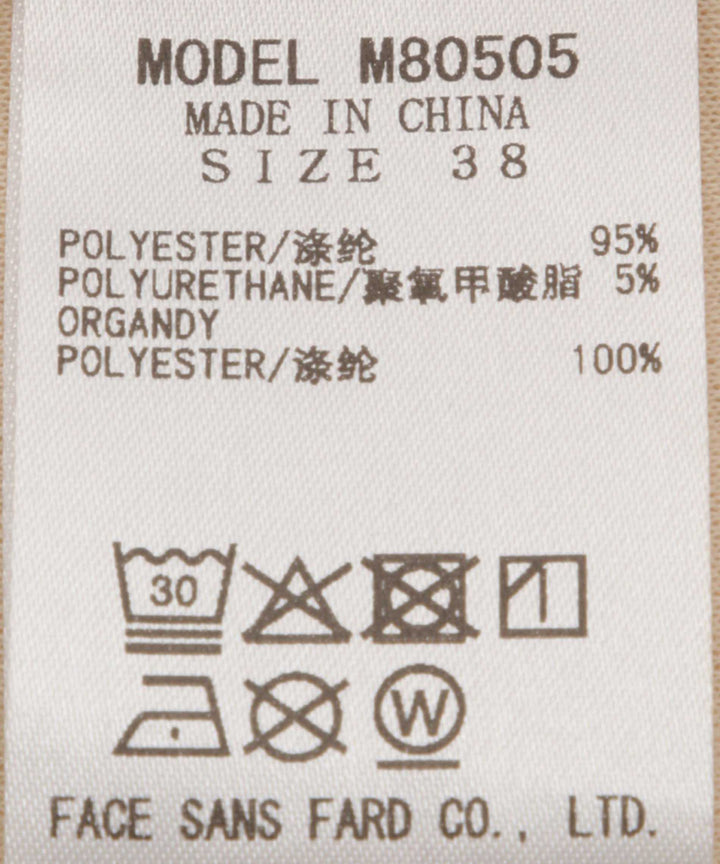 MODEL M80505
MADE IN CHINA
SIZE 38
POLYESTER/涤纶 95%
POLYURETHANE/聚氧甲酸脂 5%
ORGANDY
POLYESTER/涤纶 100%
30
W
FACE SANS FARD CO., LTD.